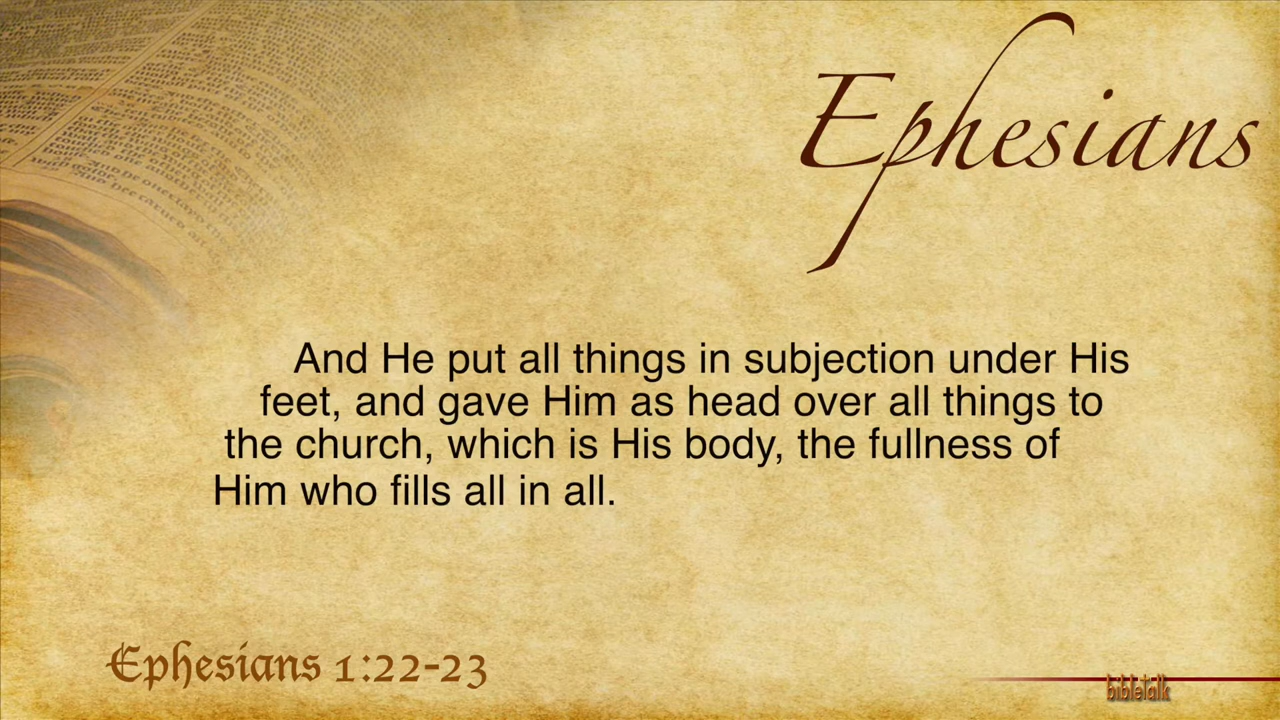 Ephesians
And He put all things in subjection under His
feet, and gave Him as head over all things to
the church, which is His body, the fullness of
Him who fills all in all.
Ephesians 1:22-23
bibletalk